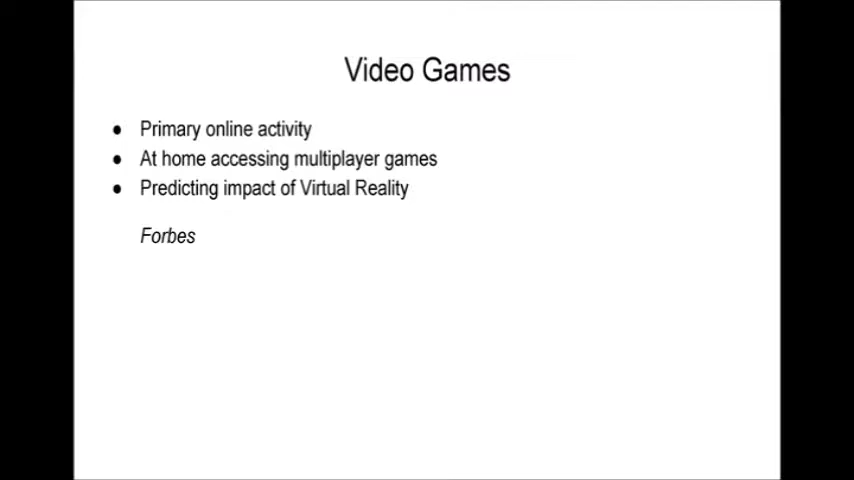 Video Games
● Primary online activity
● At home accessing multiplayer games
● Predicting impact of Virtual Reality
Forbes